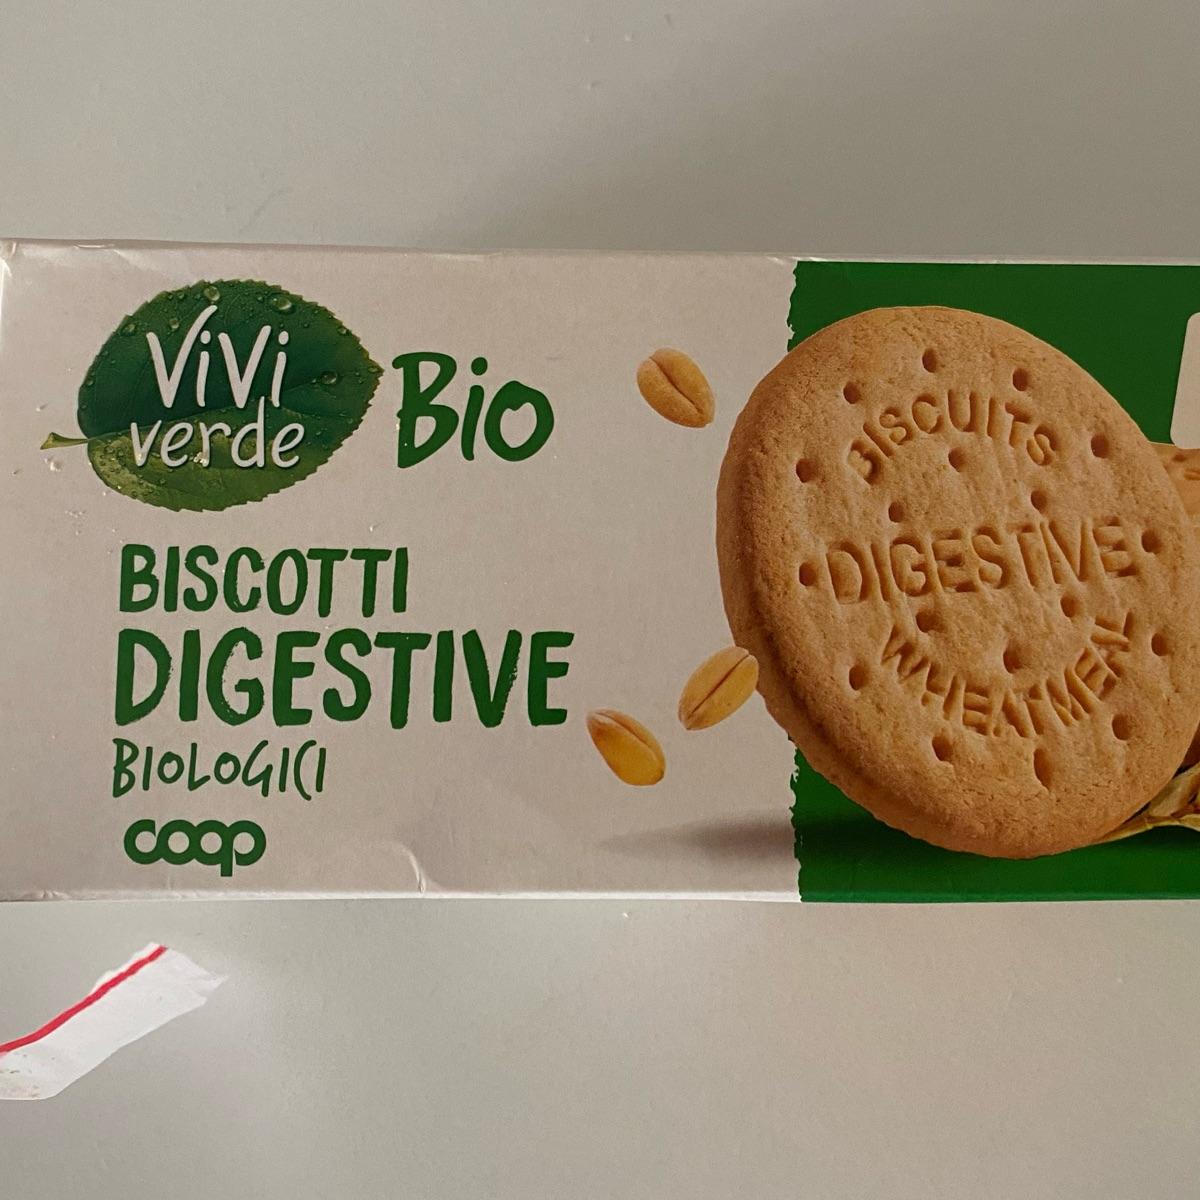 ViVi
verde
Bio
BISCOTTI
DIGESTIVE
BIOLOGICI
coop
BISCUITS
DIGESTIVE
WHEATMEAL